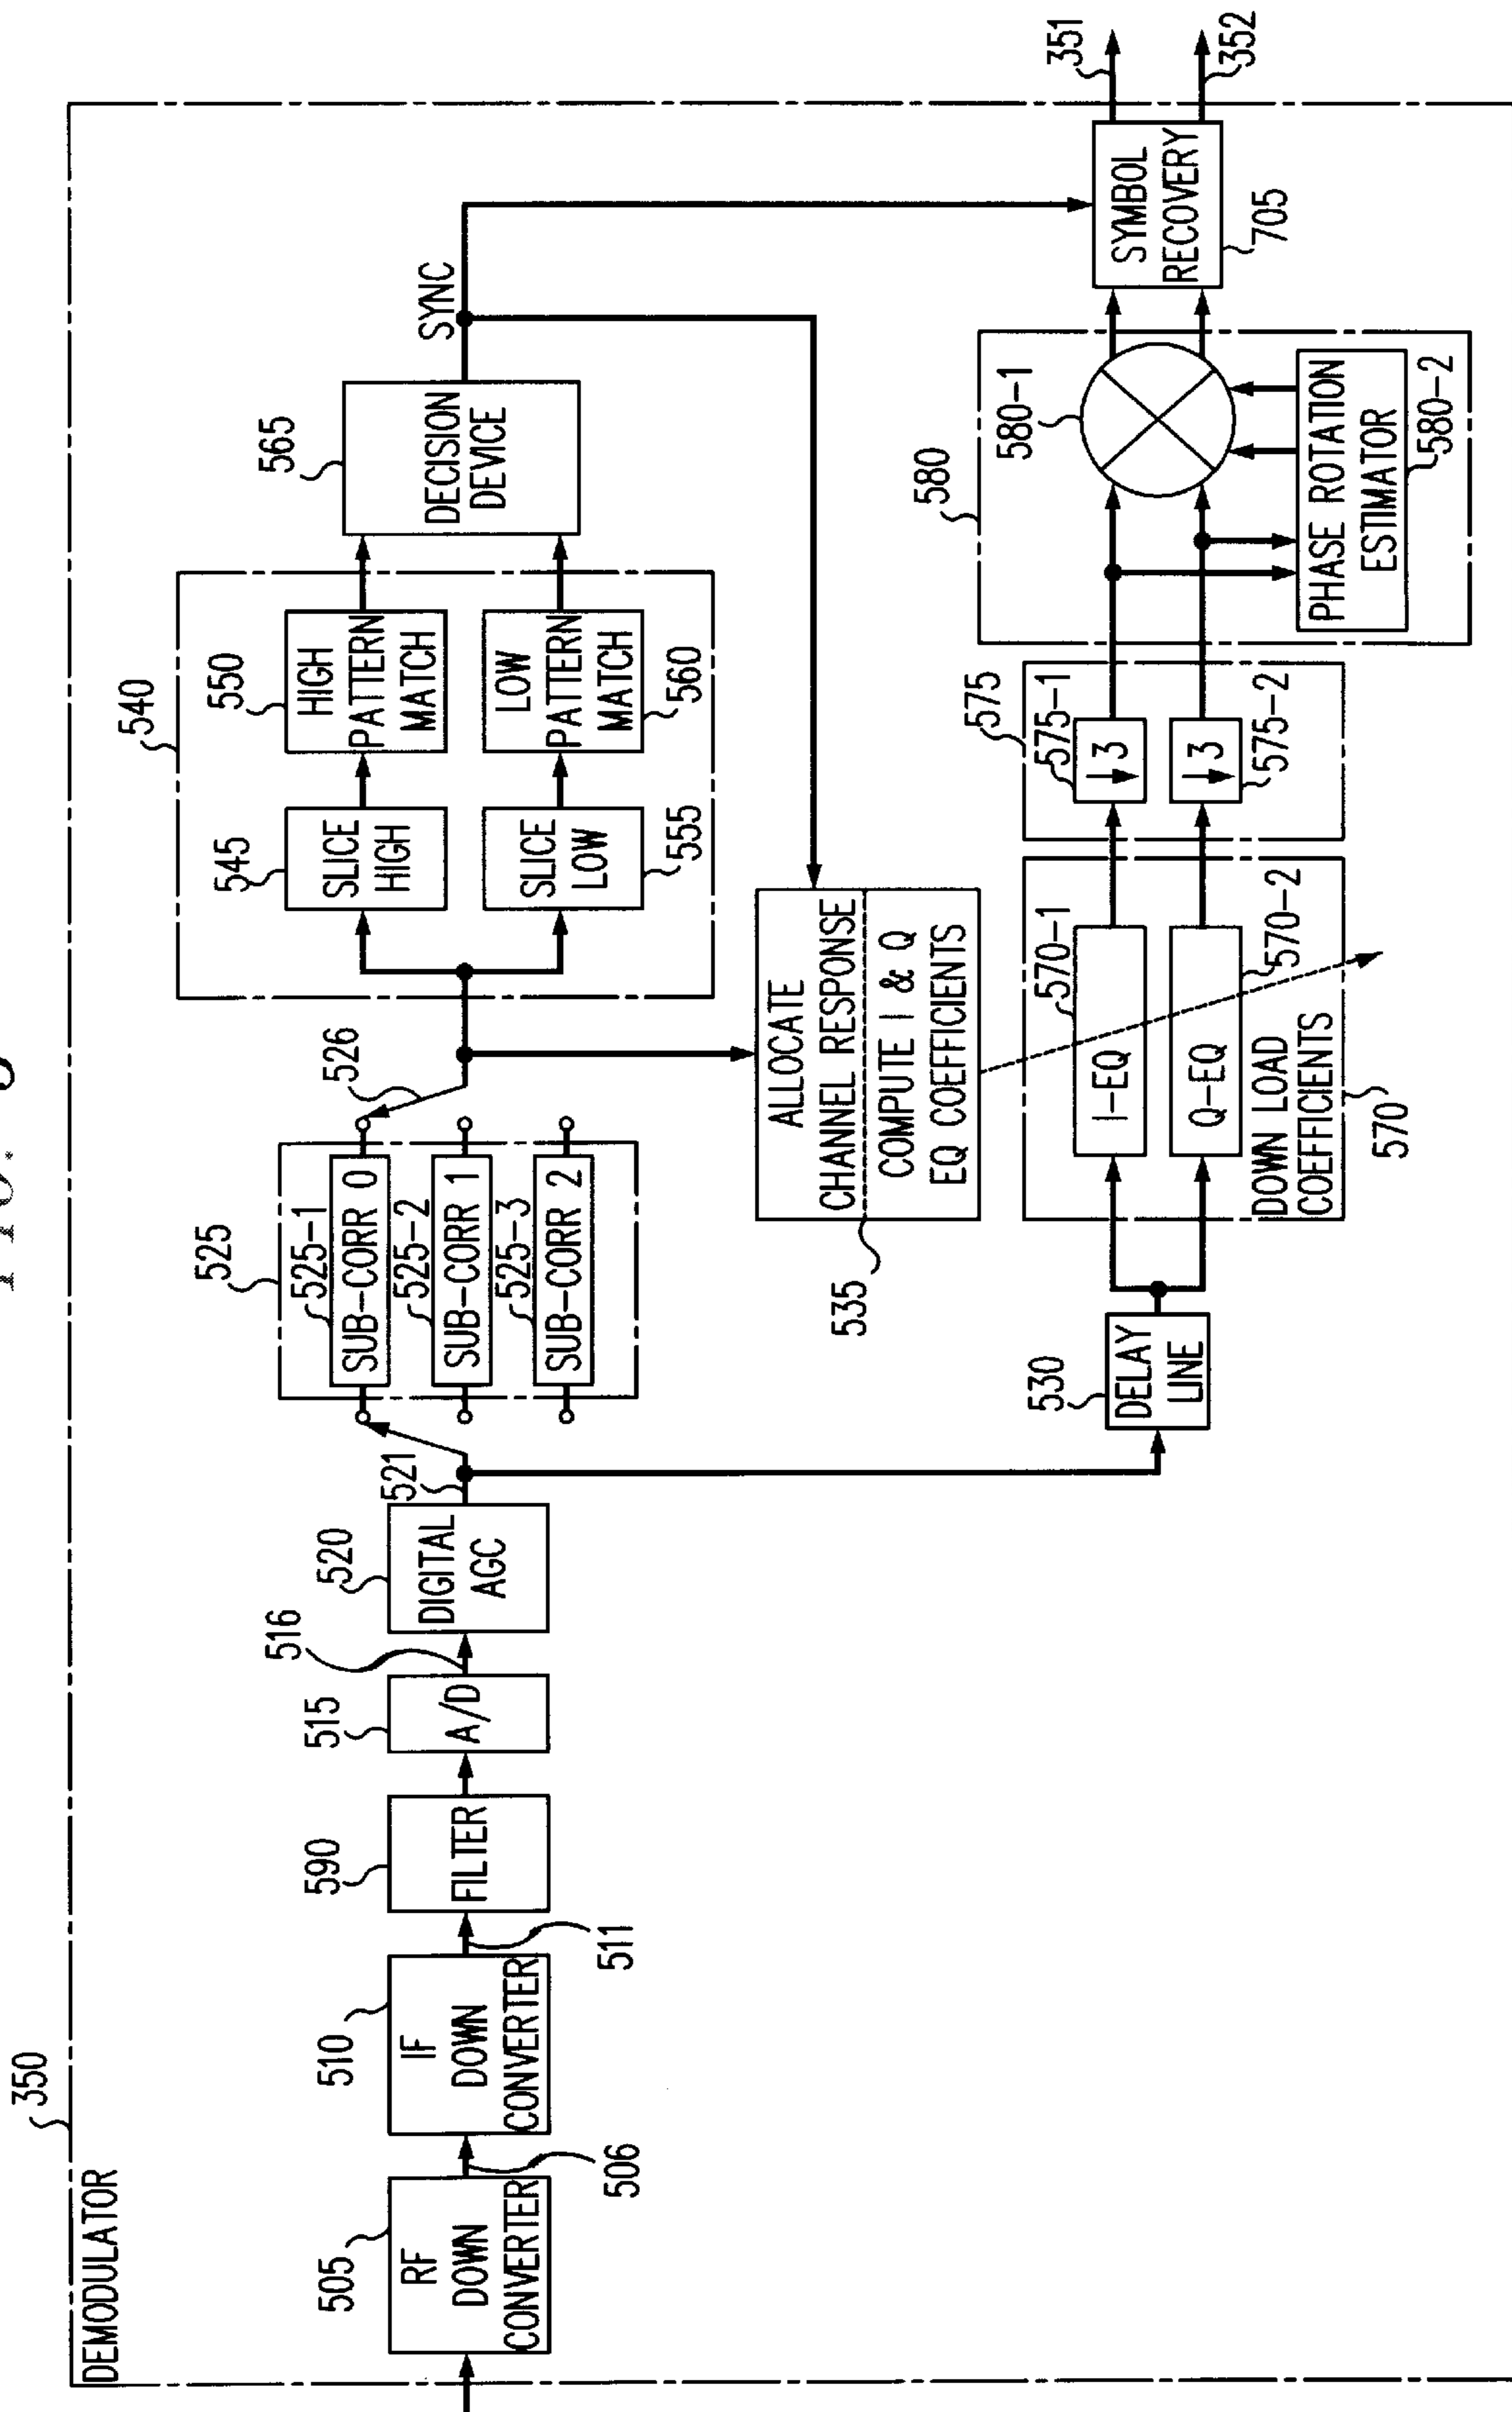 350
DEMODULATOR
505
RF
DOWN
CONVERTER
506
510
IF
DOWN
CONVERTER
511
590
FILTER
515
A/D
516
520
DIGITAL
AGC
521
525
525-1
SUB-CORR 0
525-2
SUB-CORR 1
525-3
SUB-CORR 2
526
540
545
SLICE
HIGH
550
HIGH
PATTERN
MATCH
555
SLICE
LOW
560
LOW
PATTERN
MATCH
565
DECISION
DEVICE
SYNC
535
ALLOCATE
CHANNEL RESPONSE
COMPUTE I & Q
EQ COEFFICIENTS
530
DELAY
LINE
570-1
I-EQ
570-2
Q-EQ
DOWN LOAD
COEFFICIENTS
570
575
575-1
↓3
575-2
↓3
580
580-1
PHASE ROTATION
ESTIMATOR
580-2
SYMBOL
RECOVERY
705
351
352